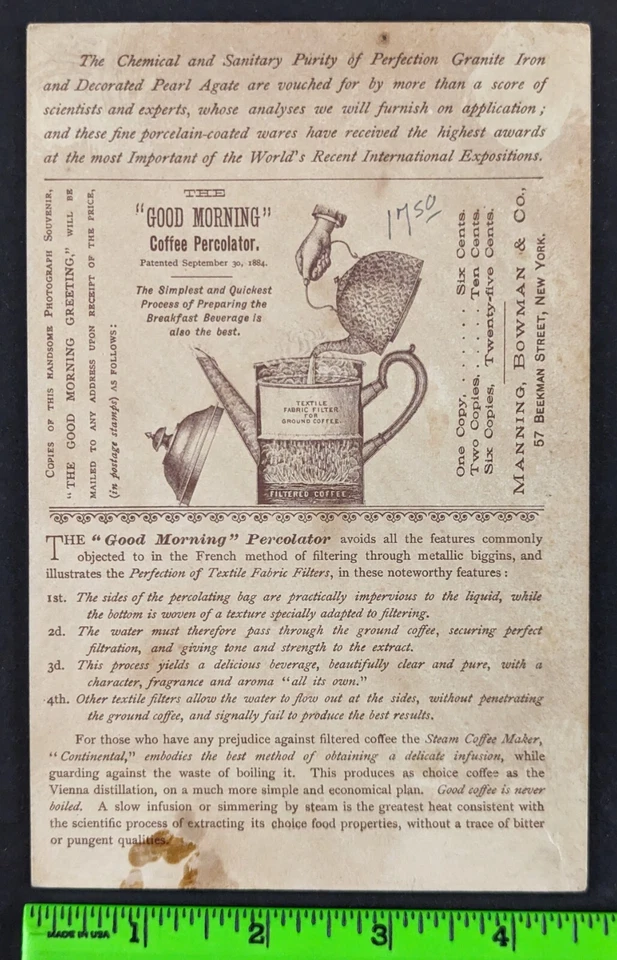 The Chemical and Sanitary Purity of Perfection Granite Iron
and Decorated Pearl Agate are vouched for by more than a score of
scientists and experts, whose analyses we will furnish on application;
and these fine porcelain-coated wares have received the highest awards
at the most Important of the World's Recent International Expositions.
Copies of this handsome Photograph Souvenir,
"The Good Morning Greeting," will be
mailed to any address upon receipt of the price,
(in postage stamps) as follows:
THE
"GOOD MORNING"
Coffee Percolator.
Patented September 30, 1884.
The Simplest and Quickest
Process of Preparing the
Breakfast Beverage is
also the best.
1750
TEXTILE
FABRIC FILTER
FOR
GROUND COFFEE.
FILTERED COFFEE
One Copy, . . . . . . Six Cents.
Two Copies, . . . . . Ten Cents.
Six Copies, Twenty-five Cents.
Manning, Bowman & Co.,
57 Beekman Street, New York.
The "Good Morning" Percolator avoids all the features commonly
objected to in the French method of filtering through metallic biggins, and
illustrates the Perfection of Textile Fabric Filters, in these noteworthy features:
1st. The sides of the percolating bag are practically impervious to the liquid, while
the bottom is woven of a texture specially adapted to filtering.
2d. The water must therefore pass through the ground coffee, securing perfect
filtration, and giving tone and strength to the extract.
3d. This process yields a delicious beverage, beautifully clear and pure, with a
character, fragrance and aroma "all its own."
4th. Other textile filters allow the water to flow out at the sides, without penetrating
the ground coffee, and signally fail to produce the best results.
For those who have any prejudice against filtered coffee the Steam Coffee Maker,
"Continental," embodies the best method of obtaining a delicate infusion, while
guarding against the waste of boiling it. This produces as choice coffee as the
Vienna distillation, on a much more simple and economical plan. Good coffee is never
boiled. A slow infusion or simmering by steam is the greatest heat consistent with
the scientific process of extracting its choice food properties, without a trace of bitter
or pungent qualities.
MADE IN USA 1 2 3 4